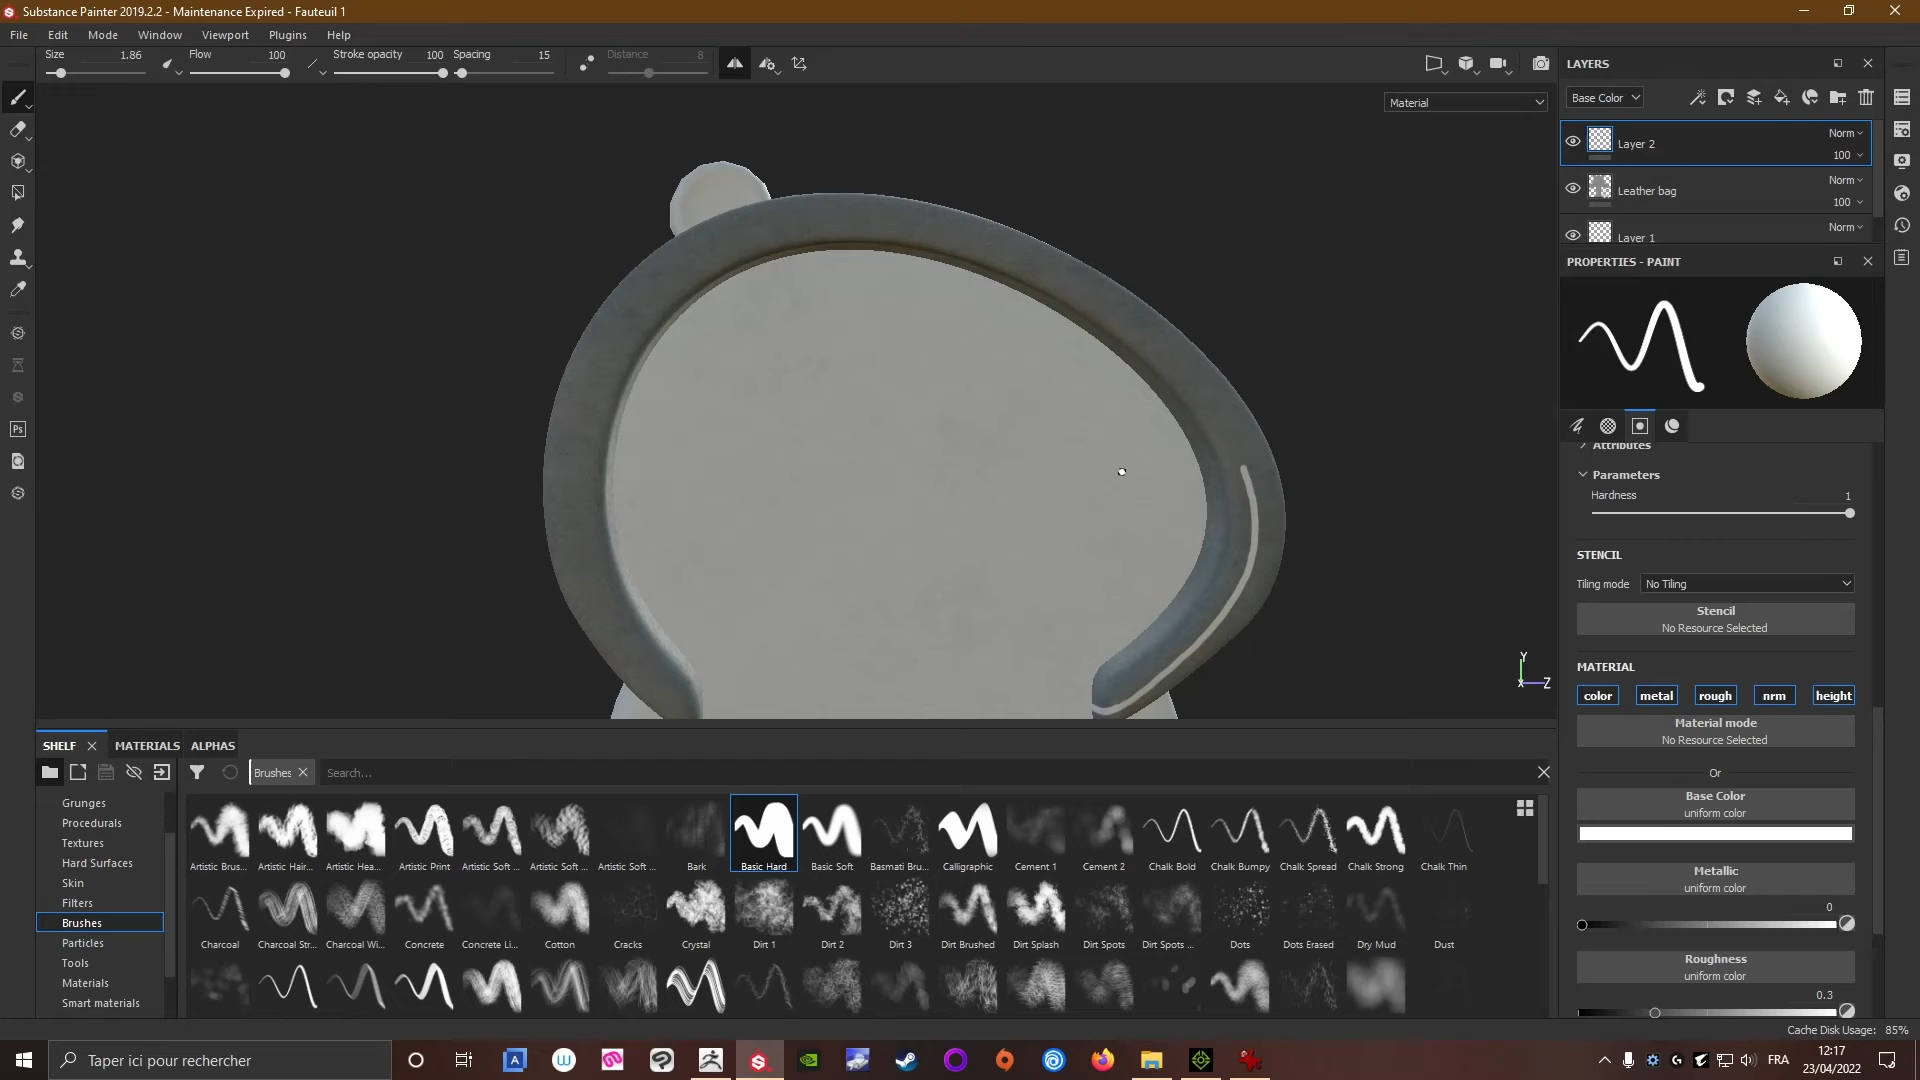 Substance Painter 2019.2.2 - Maintenance Expired - Fauteuil 1
File Edit Mode Window Viewport Plugins Help
Size 1.86 Flow 100 Stroke opacity 100 Spacing 15 Distance 8
Material
LAYERS
Base Color
Layer 2 Norm 100
Leather bag Norm 100
Layer 1 Norm
PROPERTIES - PAINT
Attributes
Parameters
Hardness 1
STENCIL
Tiling mode No Tiling
Stencil
No Resource Selected
MATERIAL
color metal rough nrm height
Material mode
No Resource Selected
Or
Base Color
uniform color
Metallic
uniform color
0
Roughness
uniform color
0.3
Y
X Z
SHELF MATERIALS ALPHAS
Brushes Search...
Grunges
Procedurals
Textures
Hard Surfaces
Skin
Filters
Brushes
Particles
Tools
Materials
Smart materials
Artistic Brus... Artistic Hair... Artistic Hea... Artistic Print Artistic Soft ... Artistic Soft ... Artistic Soft ... Bark Basic Hard Basic Soft Basmati Bru... Calligraphic Cement 1 Cement 2 Chalk Bold Chalk Bumpy Chalk Spread Chalk Strong Chalk Thin
Charcoal Charcoal Str... Charcoal Wi... Concrete Concrete Li... Cotton Cracks Crystal Dirt 1 Dirt 2 Dirt 3 Dirt Brushed Dirt Splash Dirt Spots Dirt Spots ... Dots Dots Erased Dry Mud Dust
Cache Disk Usage: 85%
Taper ici pour rechercher
Ps
FRA
12:17
23/04/2022